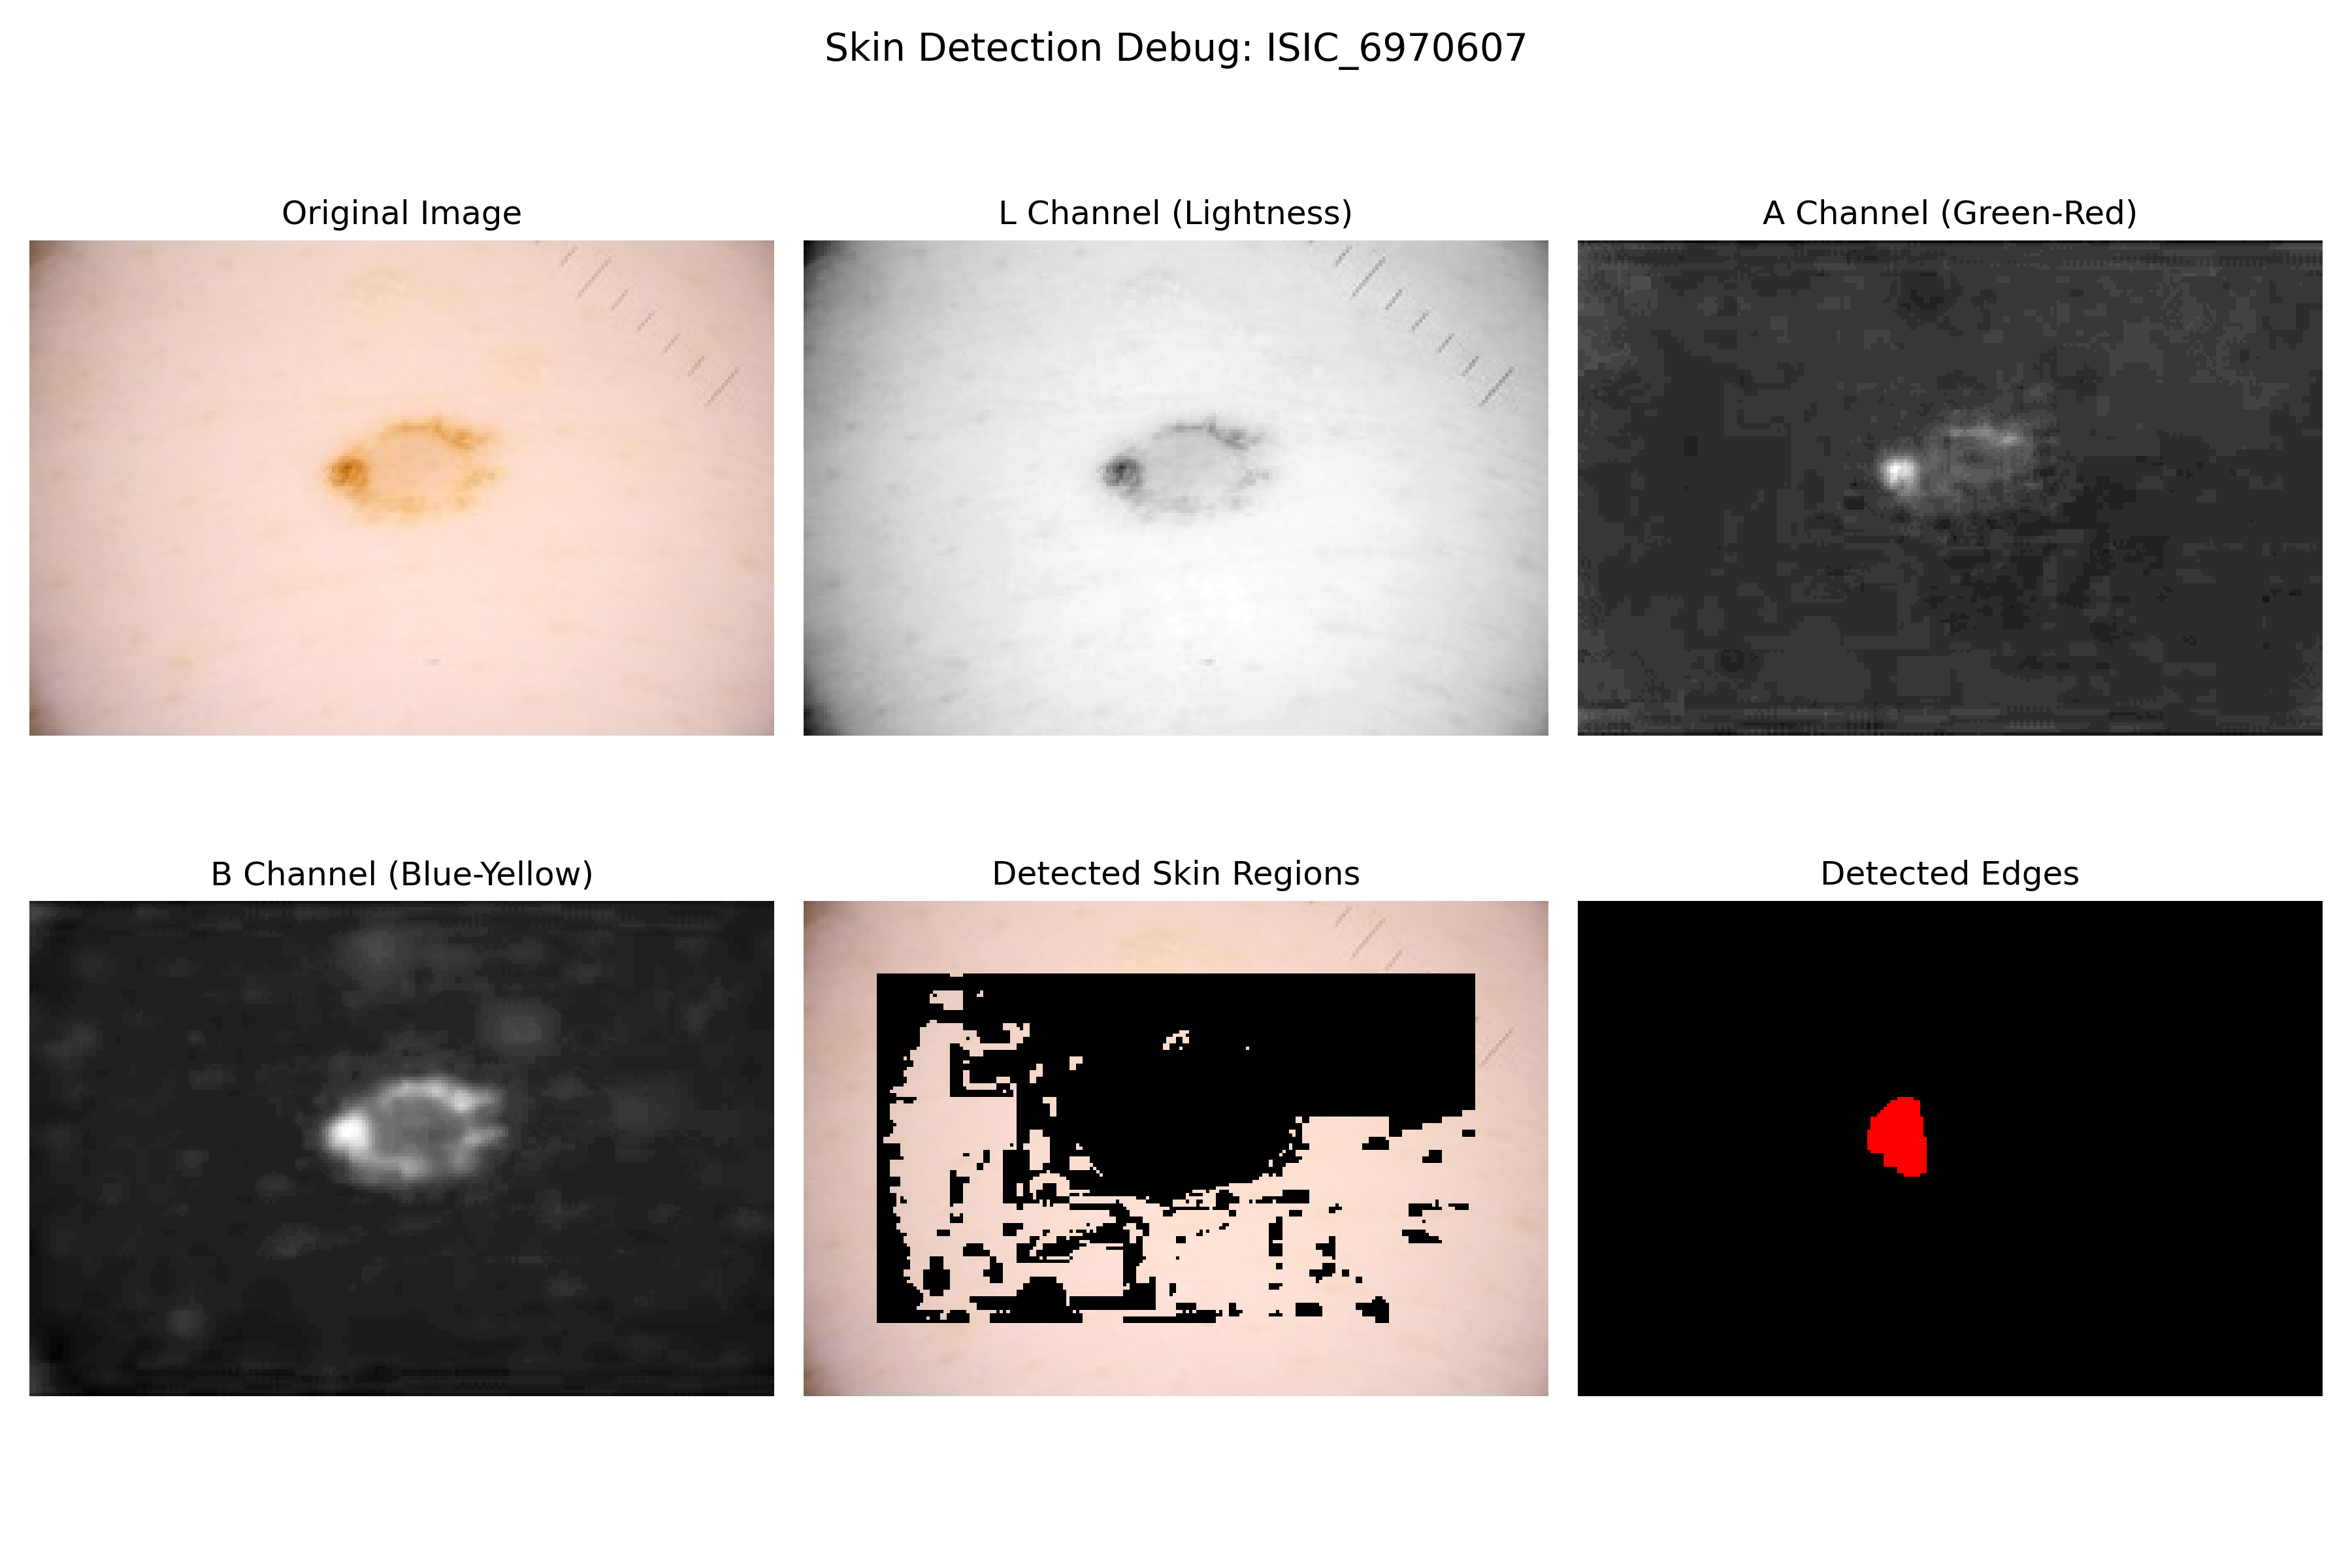 Skin Detection Debug: ISIC_6970607
Original Image
L Channel (Lightness)
A Channel (Green-Red)
B Channel (Blue-Yellow)
Detected Skin Regions
Detected Edges